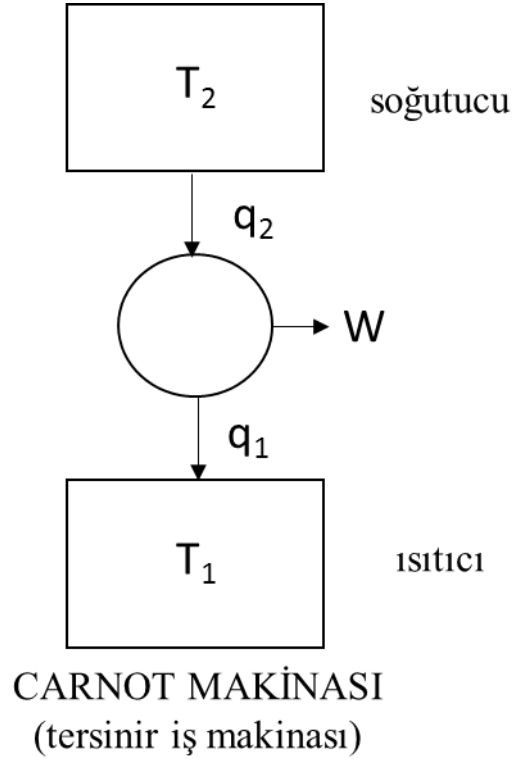 T₂
soğutucu
q₂
W
q₁
T₁
ısıtıcı
CARNOT MAKİNASI
(tersinir iş makinası)